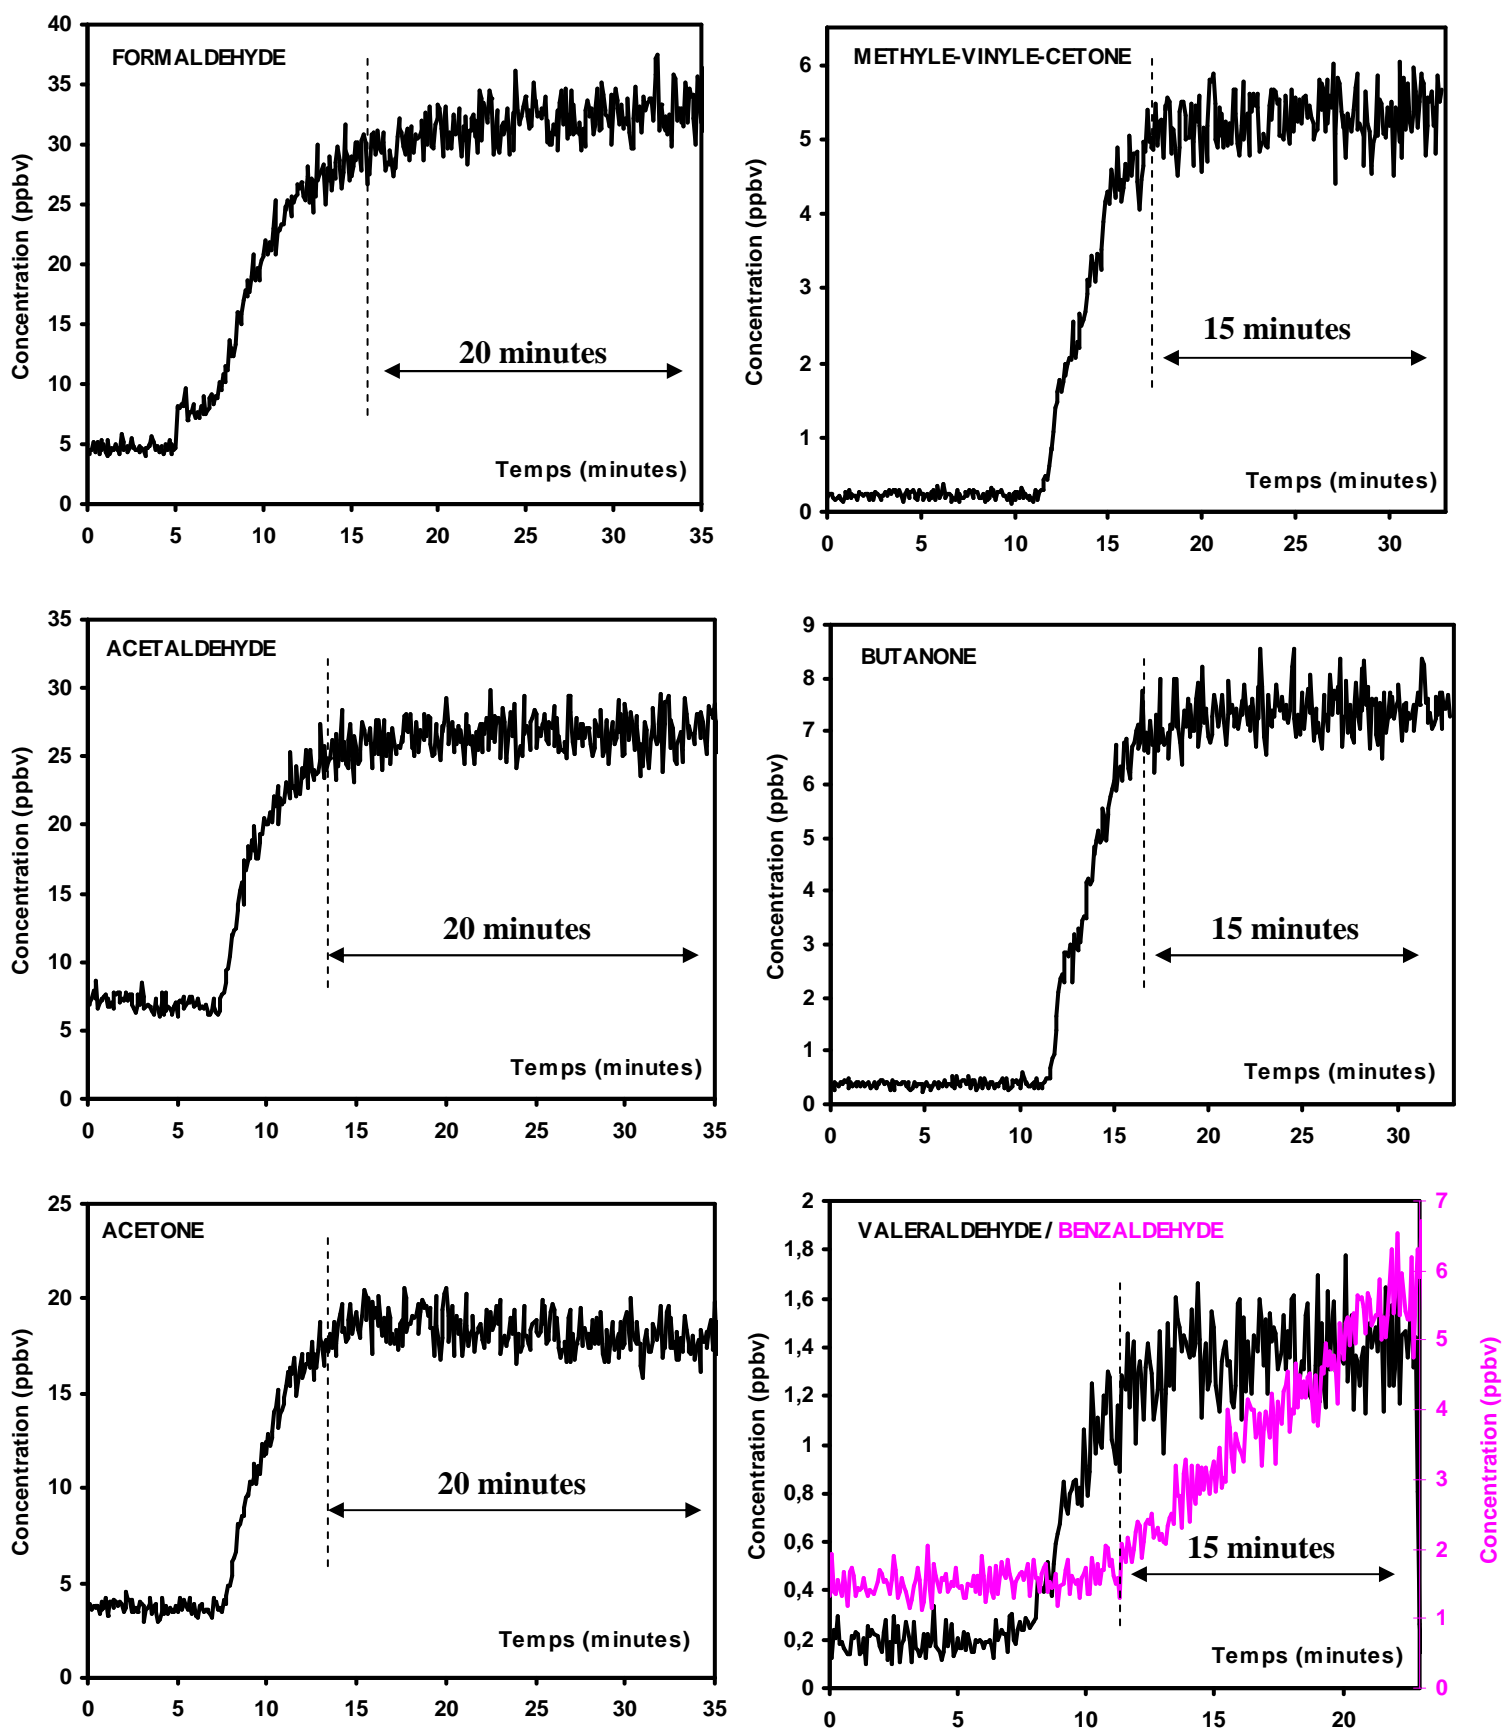 FORMALDEHYDE
Concentration (ppbv)
40
35
30
25
20
15
10
5
0
20 minutes
Temps (minutes)
0 5 10 15 20 25 30 35
METHYLE-VINYLE-CETONE
Concentration (ppbv)
6
5
4
3
2
1
0
15 minutes
Temps (minutes)
0 5 10 15 20 25 30
ACETALDEHYDE
Concentration (ppbv)
35
30
25
20
15
10
5
0
20 minutes
Temps (minutes)
0 5 10 15 20 25 30 35
BUTANONE
Concentration (ppbv)
9
8
7
6
5
4
3
2
1
0
15 minutes
Temps (minutes)
0 5 10 15 20 25 30
ACETONE
Concentration (ppbv)
25
20
15
10
5
0
20 minutes
Temps (minutes)
0 5 10 15 20 25 30 35
VALERALDEHYDE / BENZALDEHYDE
Concentration (ppbv)
2
1,8
1,6
1,4
1,2
1
0,8
0,6
0,4
0,2
0
15 minutes
Temps (minutes)
0 5 10 15 20
7
6
5
4
3
2
1
0
Concentration (ppbv)